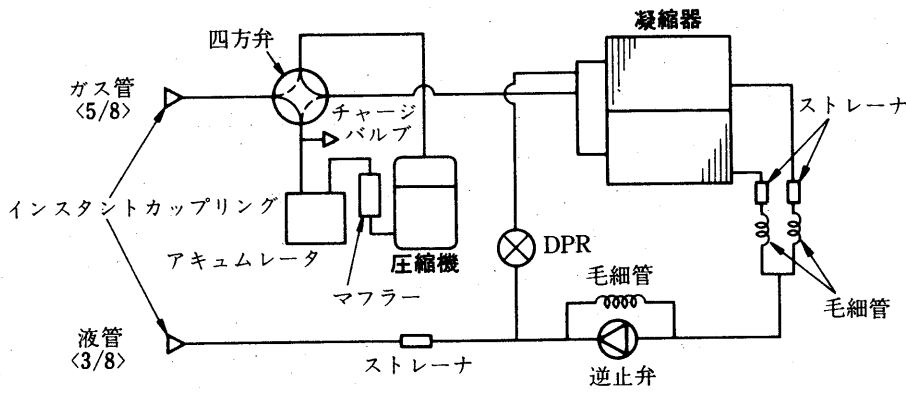 凝縮器
四方弁
ガス管
<5/8>
チャージ
バルブ
ストレーナ
インスタントカップリング
アキュムレータ
圧縮機
マフラー
DPR
毛細管
毛細管
液管
<3/8>
ストレーナ
逆止弁